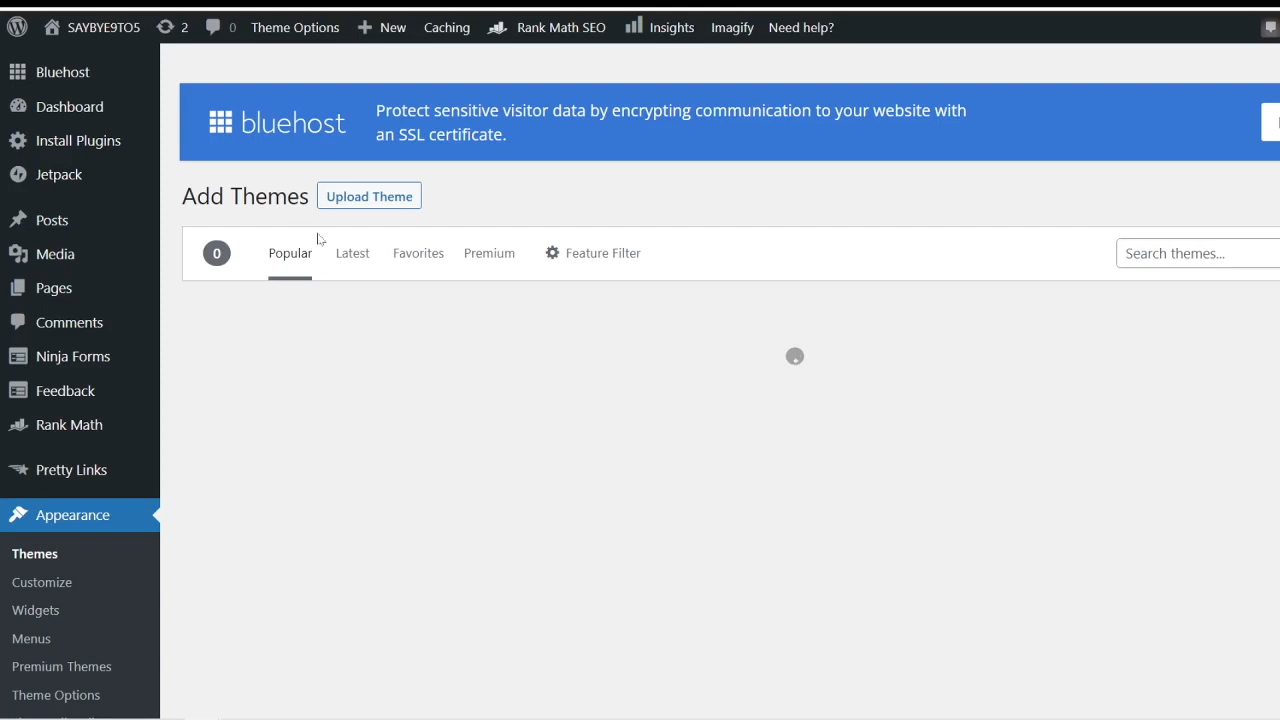 SAYBYE9TO5 2 0 Theme Options New Caching Rank Math SEO Insights Imagify Need help?
Bluehost
Dashboard
Install Plugins
Jetpack
Posts
Media
Pages
Comments
Ninja Forms
Feedback
Rank Math
Pretty Links
Appearance
Themes
Customize
Widgets
Menus
Premium Themes
Theme Options
bluehost
Protect sensitive visitor data by encrypting communication to your website with
an SSL certificate.
Add Themes Upload Theme
0 Popular Latest Favorites Premium Feature Filter Search themes...